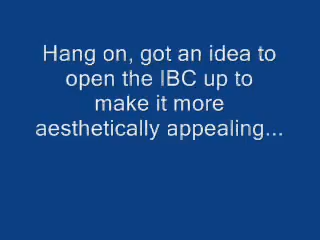 Hang on, got an idea to
open the IBC up to
make it more
aesthetically appealing...